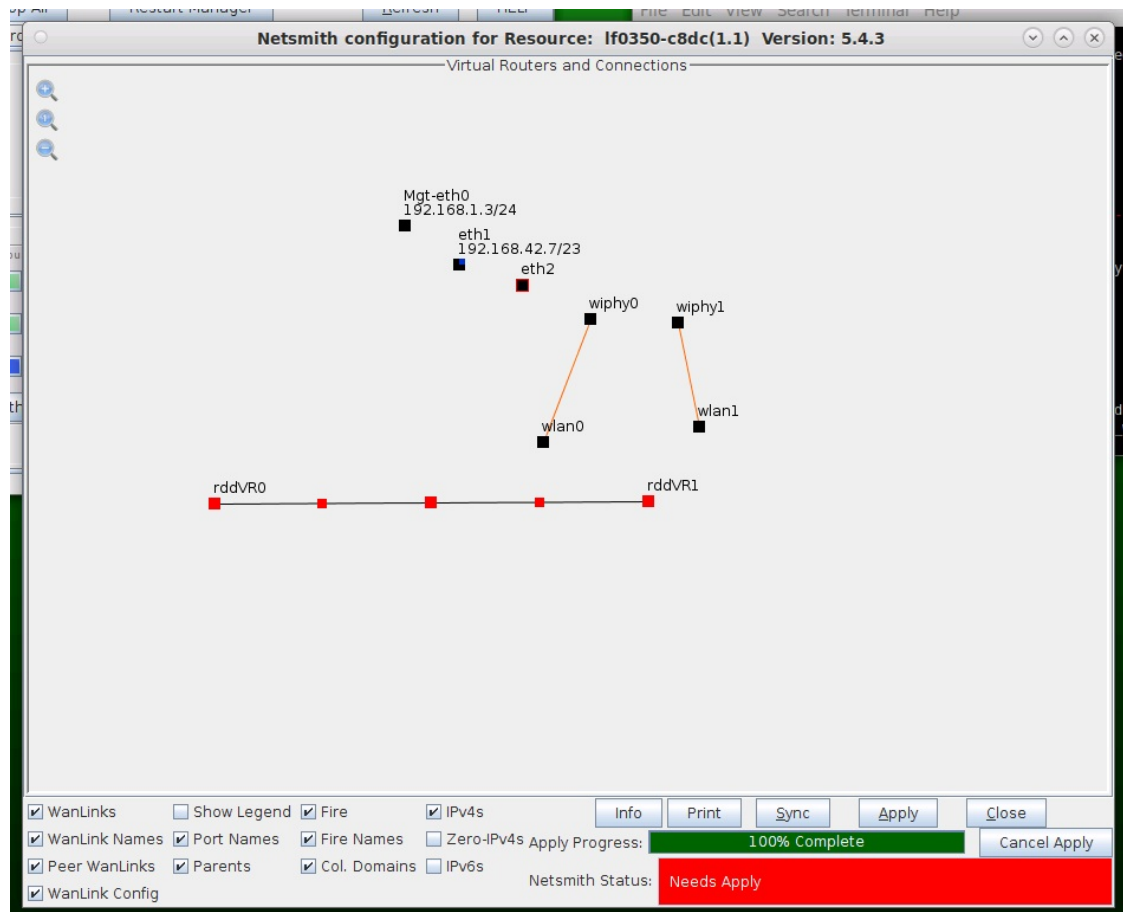 Restart Manager Refresh HELP File Edit View Search Terminal Help
Netsmith configuration for Resource: lf0350-c8dc(1.1) Version: 5.4.3
Virtual Routers and Connections
Mgt-eth0
192.168.1.3/24
eth1
192.168.42.7/23
eth2
wiphy0
wiphy1
wlan0
wlan1
rddVR0
rddVR1
WanLinks Show Legend Fire IPv4s Info Print Sync Apply Close
WanLink Names Port Names Fire Names Zero-IPv4s Apply Progress: 100% Complete Cancel Apply
Peer WanLinks Parents Col. Domains IPv6s
Netsmith Status: Needs Apply
WanLink Config